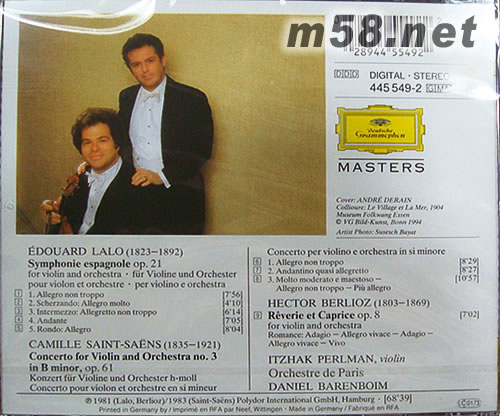 m58.net
28944 55492
DDD DIGITAL · STEREO
445 549-2
Deutsche
Grammophon
MASTERS
Cover: ANDRÉ DERAIN
Collioure: Le Village et La Mer, 1904
Museum Folkwang Essen
© VG Bild-Kunst, Bonn 1994
Artist Photo: Susesch Bayat
ÉDOUARD LALO (1823–1892)
Symphonie espagnole op. 21
for violin and orchestra · für Violine und Orchester
pour violon et orchestre · per violino e orchestra
1 1. Allegro non troppo [7'56]
2 2. Scherzando: Allegro molto [4'10]
3 3. Intermezzo: Allegretto non troppo [6'14]
4 4. Andante [7'05]
5 5. Rondo: Allegro [8'04]
CAMILLE SAINT-SAËNS (1835–1921)
Concerto for Violin and Orchestra no. 3
in B minor, op. 61
Konzert für Violine und Orchester h-moll
Concerto pour violon et orchestre en si mineur
Concerto per violino e orchestra in si minore
6 1. Allegro non troppo [8'29]
7 2. Andantino quasi allegretto [8'27]
8 3. Molto moderato e maestoso – [10'57]
Allegro non troppo – Più allegro
HECTOR BERLIOZ (1803–1869)
9 Rêverie et Caprice op. 8 [7'02]
for violin and orchestra
Romance: Adagio – Allegro vivace – Adagio –
Allegro vivace – Vivo
ITZHAK PERLMAN, violin
Orchestre de Paris
DANIEL BARENBOIM
℗ 1981 (Lalo, Berlioz)/1983 (Saint-Saëns) Polydor International GmbH, Hamburg · [68'39]
Printed in Germany by / Imprimé en RFA par Neef, Wittingen · Made in Germany
LC 0173